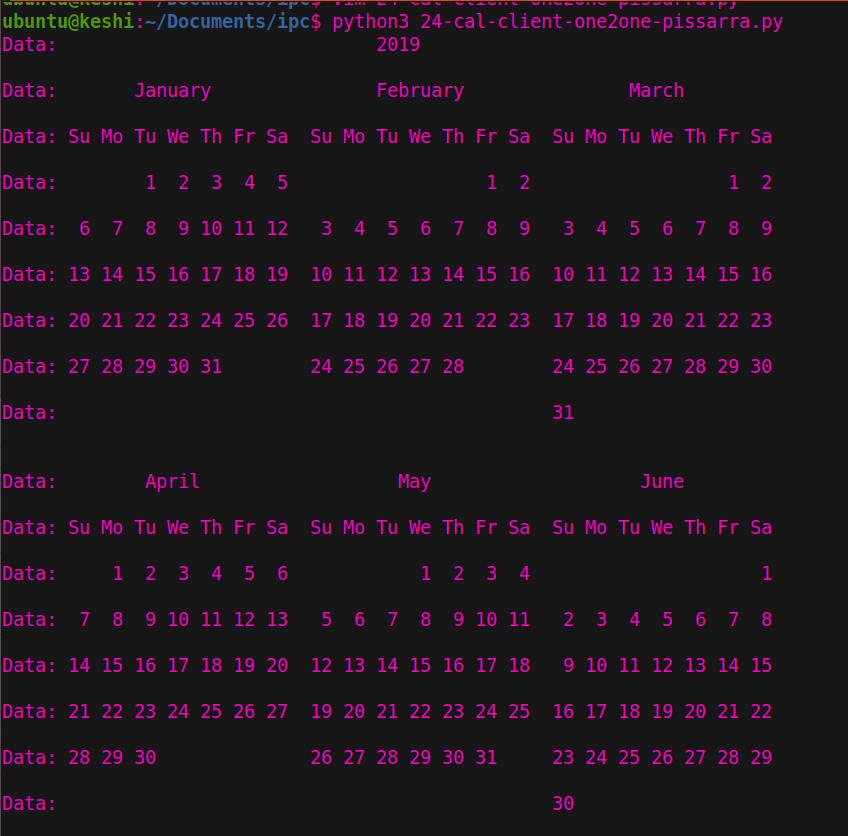 ubuntu@keshi:~/Documents/ipc$ vim 24-cal-client-one2one-pissarra.py
ubuntu@keshi:~/Documents/ipc$ python3 24-cal-client-one2one-pissarra.py
Data:                             2019
Data:       January               February               March
Data: Su Mo Tu We Th Fr Sa  Su Mo Tu We Th Fr Sa  Su Mo Tu We Th Fr Sa
Data:        1  2  3  4  5                  1  2                  1  2
Data:  6  7  8  9 10 11 12   3  4  5  6  7  8  9   3  4  5  6  7  8  9
Data: 13 14 15 16 17 18 19  10 11 12 13 14 15 16  10 11 12 13 14 15 16
Data: 20 21 22 23 24 25 26  17 18 19 20 21 22 23  17 18 19 20 21 22 23
Data: 27 28 29 30 31        24 25 26 27 28        24 25 26 27 28 29 30
Data:                                             31
Data:        April                  May                   June
Data: Su Mo Tu We Th Fr Sa  Su Mo Tu We Th Fr Sa  Su Mo Tu We Th Fr Sa
Data:     1  2  3  4  5  6            1  2  3  4                     1
Data:  7  8  9 10 11 12 13   5  6  7  8  9 10 11   2  3  4  5  6  7  8
Data: 14 15 16 17 18 19 20  12 13 14 15 16 17 18   9 10 11 12 13 14 15
Data: 21 22 23 24 25 26 27  19 20 21 22 23 24 25  16 17 18 19 20 21 22
Data: 28 29 30              26 27 28 29 30 31     23 24 25 26 27 28 29
Data:                                             30